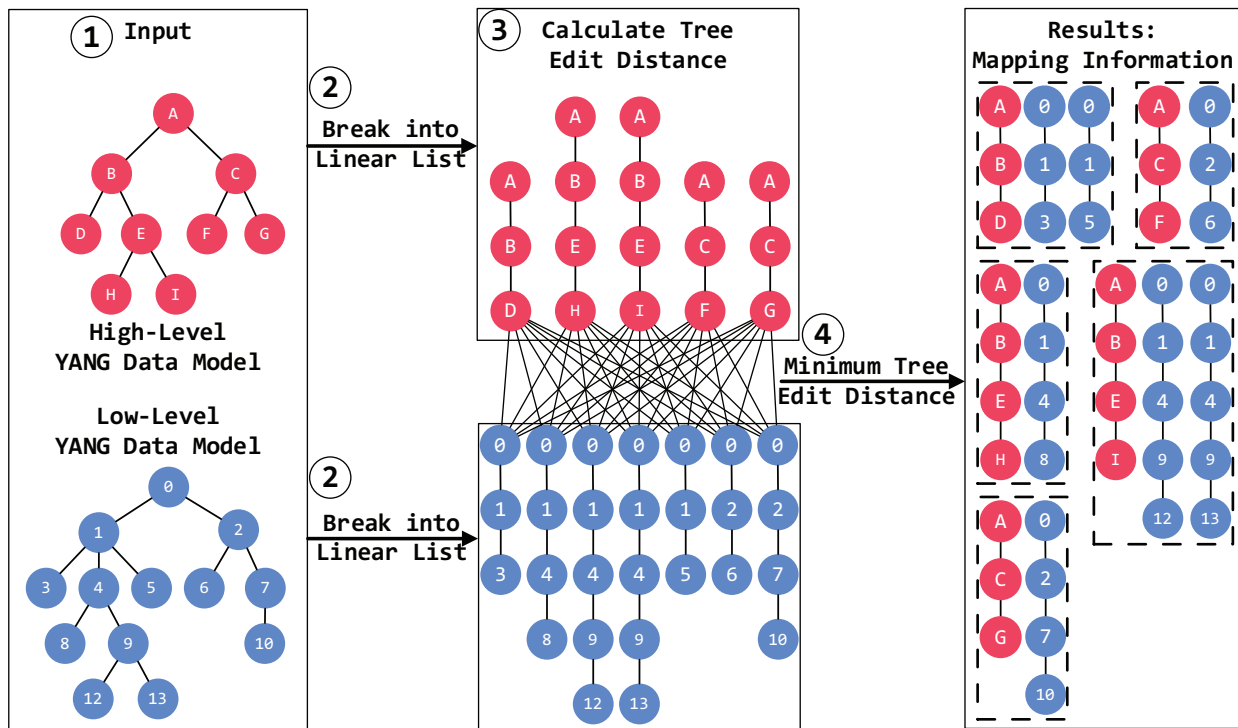 1 Input
A
B C
D E F G
H I
High-Level
YANG Data Model
Low-Level
YANG Data Model
0
1 2
3 4 5 6 7
8 9 10
12 13
2
Break into
Linear List
2
Break into
Linear List
3 Calculate Tree
Edit Distance
A A
A B B A A
B E E C C
D H I F G
0 0 0 0 0 0 0
1 1 1 1 1 2 2
3 4 4 4 5 6 7
8 9 9 10
12 13
4
Minimum Tree
Edit Distance
Results:
Mapping Information
A 0 0
B 1 1
D 3 5
A 0
C 2
F 6
A 0
B 1
E 4
H 8
A 0 0
B 1 1
E 4 4
I 9 9
12 13
A 0
C 2
G 7
10